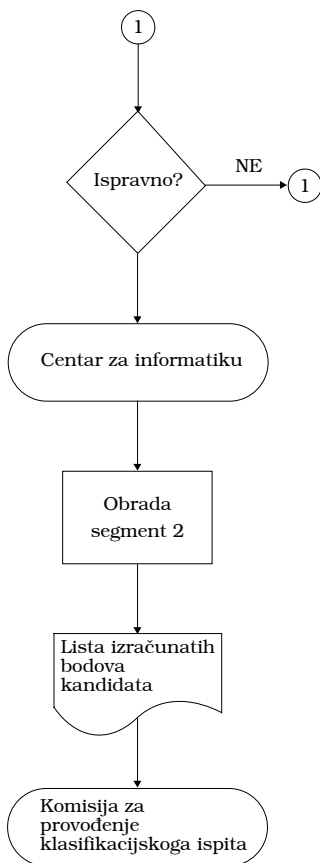 1
Ispravno?
NE
1
Centar za informatiku
Obrada
segment 2
Lista izračunatih
bodova
kandidata
Komisija za
provođenje
klasifikacijskoga ispita